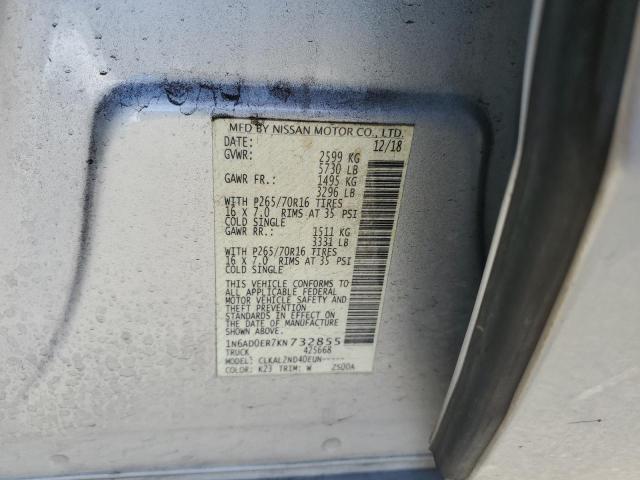 MFD BY NISSAN MOTOR CO., LTD.
DATE: 12/18
GVWR: 2599 KG
5730 LB
GAWR FR.: 1495 KG
3296 LB
WITH P265/70R16 TIRES
16 X 7.0 RIMS AT 35 PSI
COLD SINGLE
GAWR RR.: 1511 KG
3331 LB
WITH P265/70R16 TIRES
16 X 7.0 RIMS AT 35 PSI
COLD SINGLE
THIS VEHICLE CONFORMS TO
ALL APPLICABLE FEDERAL
MOTOR VEHICLE SAFETY AND
THEFT PREVENTION
STANDARDS IN EFFECT ON
THE DATE OF MANUFACTURE
SHOWN ABOVE.
1N6AD0ER7KN732855
TRUCK 425668
MODEL: CLKALZND40EUN-----
COLOR: K23 TRIM: W 2500A